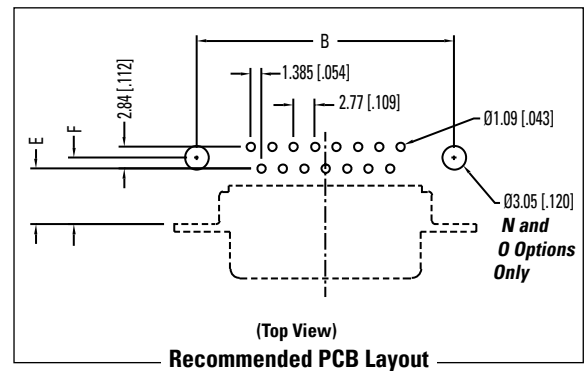 B
1.385 [.054]
2.77 [.109]
2.84 [.112]
E
F
Ø1.09 [.043]
Ø3.05 [.120]
N and
O Options
Only
(Top View)
Recommended PCB Layout